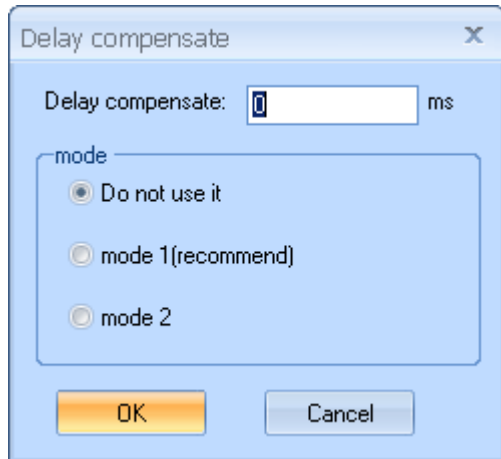 Delay compensate X
Delay compensate: 0 ms
mode
Do not use it
mode 1(recommend)
mode 2
OK Cancel